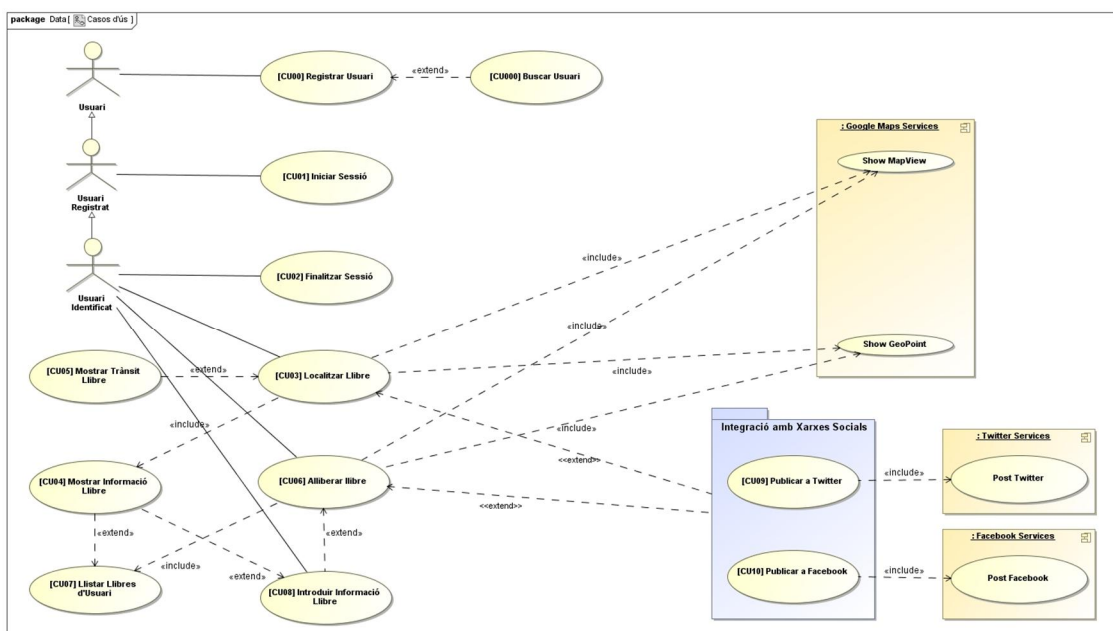 package Data[ Casos d'ús ]
Usuari
[CU00] Registrar Usuari
«extend»
[CU000] Buscar Usuari
: Google Maps Services
Show MapView
Usuari
Registrat
[CU01] Iniciar Sessió
Usuari
Identificat
[CU02] Finalitzar Sessió
«include»
«include»
Show GeoPoint
[CU05] Mostrar Trànsit
Llibre
«extend»
[CU03] Localitzar Llibre
«include»
«include»
«include»
Integració amb Xarxes Socials
: Twitter Services
<<extend>>
[CU04] Mostrar Informació
Llibre
[CU06] Alliberar llibre
[CU09] Publicar a Twitter
«include»
Post Twitter
<<extend>>
«extend»
«extend»
: Facebook Services
«include»
«extend»
[CU07] Llistar Llibres
d'Usuari
[CU08] Introduir Informació
Llibre
[CU10] Publicar a Facebook
«include»
Post Facebook